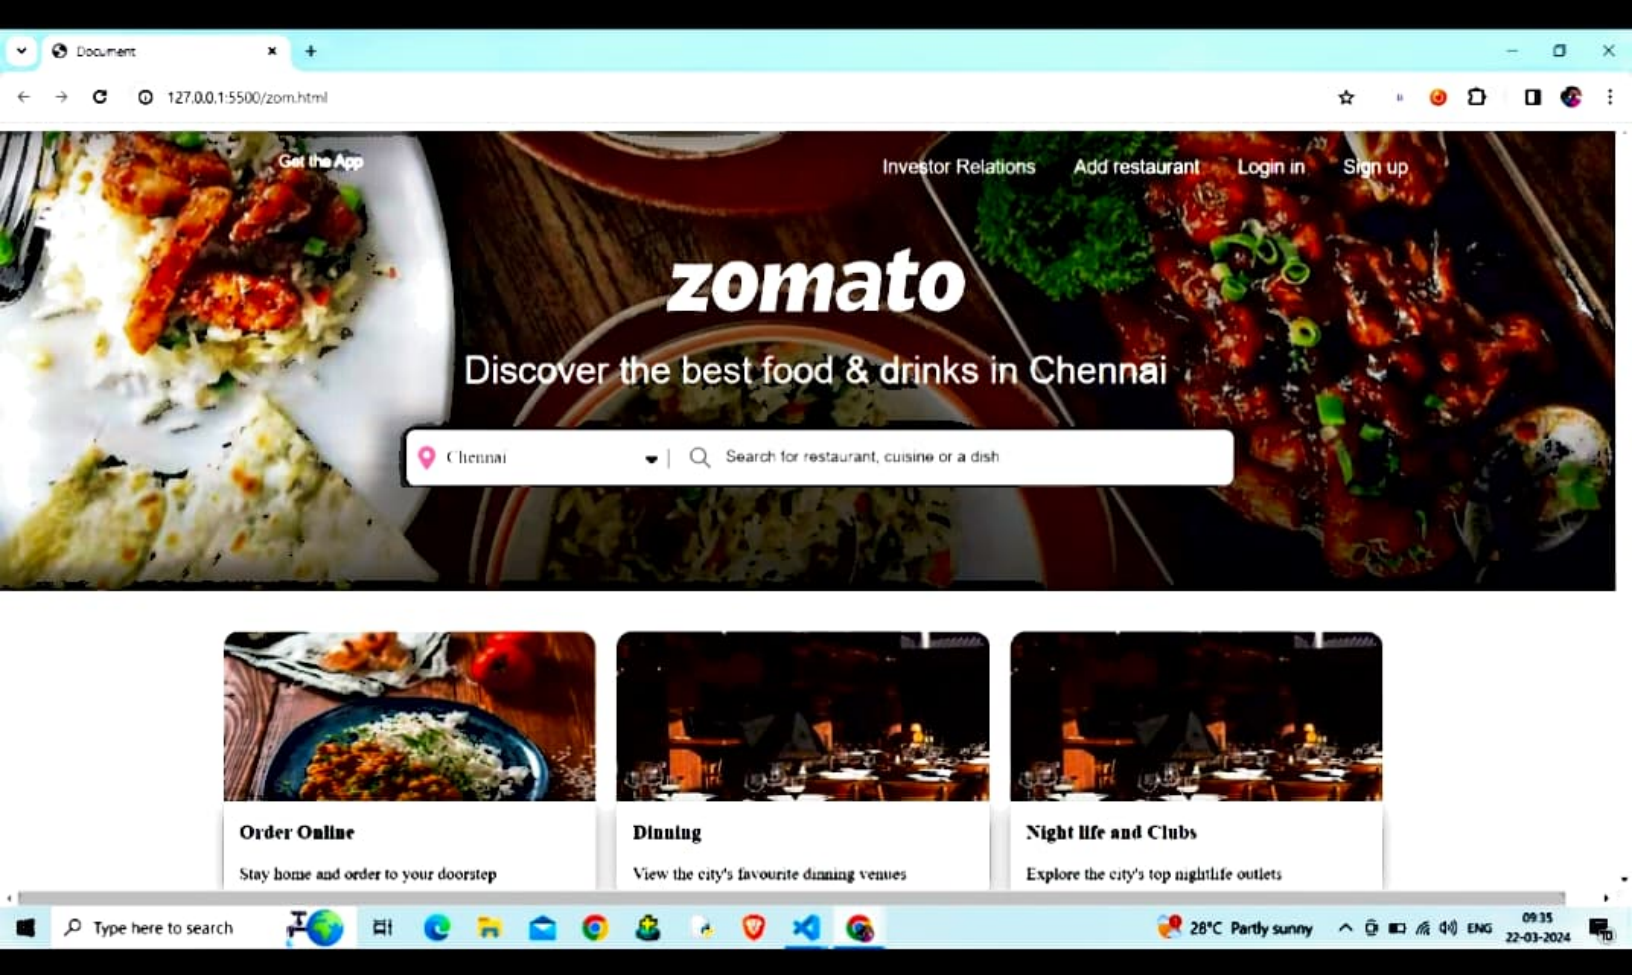 Document
127.0.0.1:5500/zom.html
Get the App
Investor Relations Add restaurant Login in Sign up
zomato
Discover the best food & drinks in Chennai
Chennai | Search for restaurant, cuisine or a dish
Order Online Dinning Night life and Clubs
Stay home and order to your doorstep View the city's favourite dinning venues Explore the city's top nightlife outlets
Type here to search 28°C Partly sunny ENG 09:35
22-03-2024
10